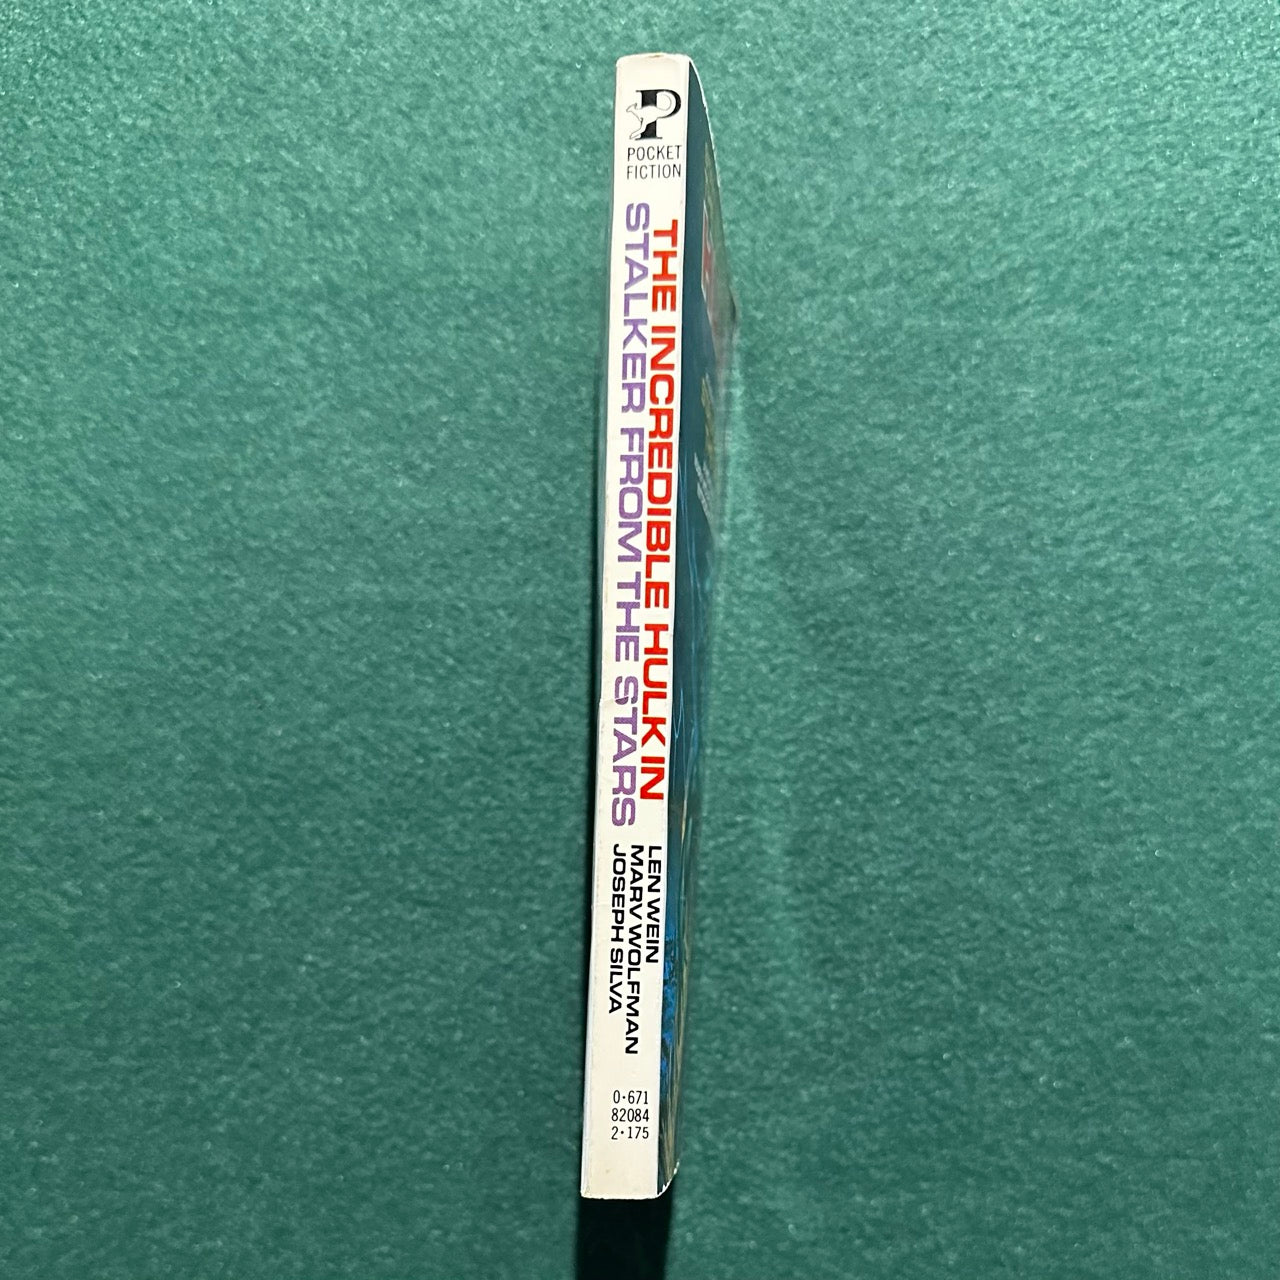 P
POCKET
FICTION
THE INCREDIBLE HULK IN
STALKER FROM THE STARS
LEN WEIN
MARV WOLFMAN
JOSEPH SILVA
0·671
82084
2·175